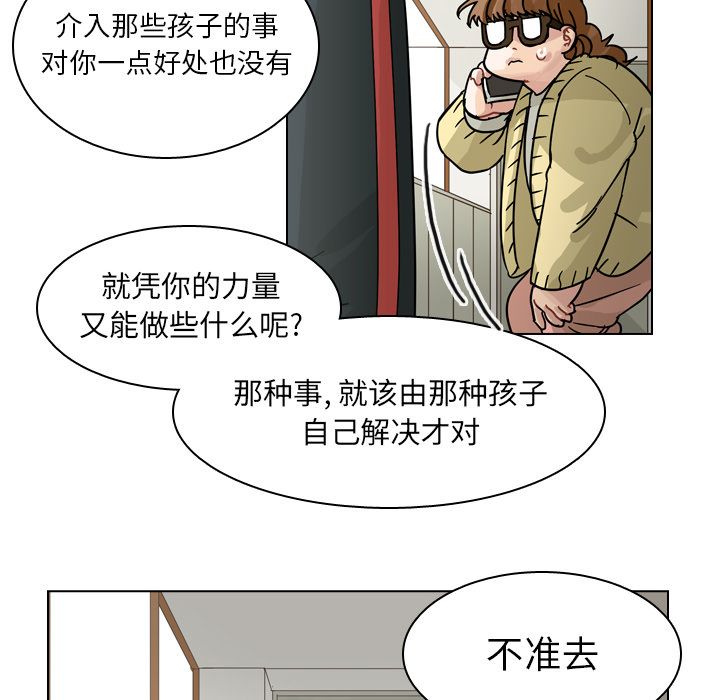 介入那些孩子的事
对你一点好处也没有
就凭你的力量
又能做些什么呢?
那种事, 就该由那种孩子
自己解决才对
不准去